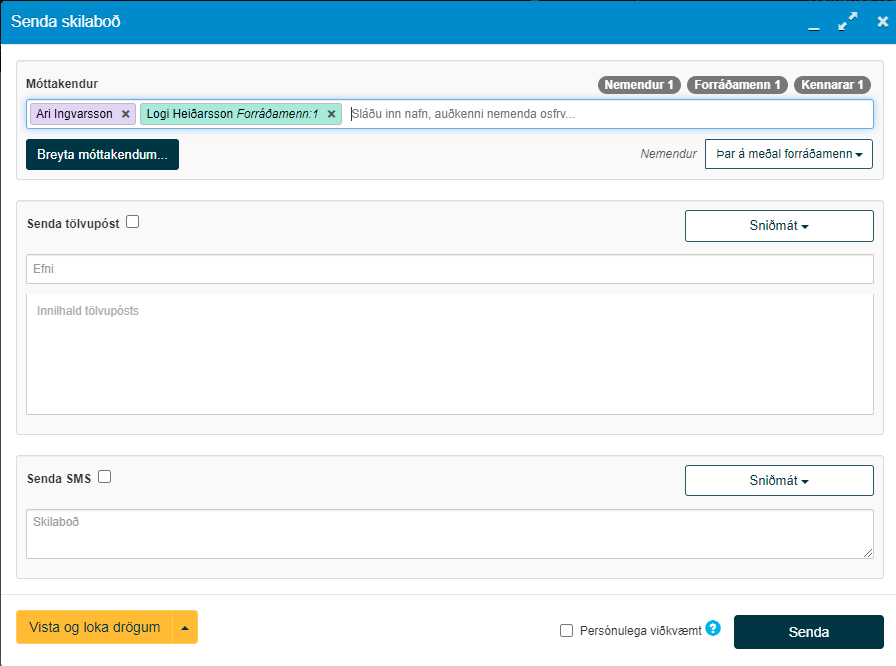 Senda skilaboð
Móttakendur
Nemendur 1 Forráðamenn 1 Kennarar 1
Ari Ingvarsson × Logi Heiðarsson Forráðamenn:1 × Sláðu inn nafn, auðkenni nemenda osfrv...
Breyta móttakendum...
Nemendur Þar á meðal forráðamenn
Senda tölvupóst
Sniðmát
Efni
Innilhald tölvupósts
Senda SMS
Sniðmát
Skilaboð
Vista og loka drögum
Persónulega viðkvæmt ?
Senda